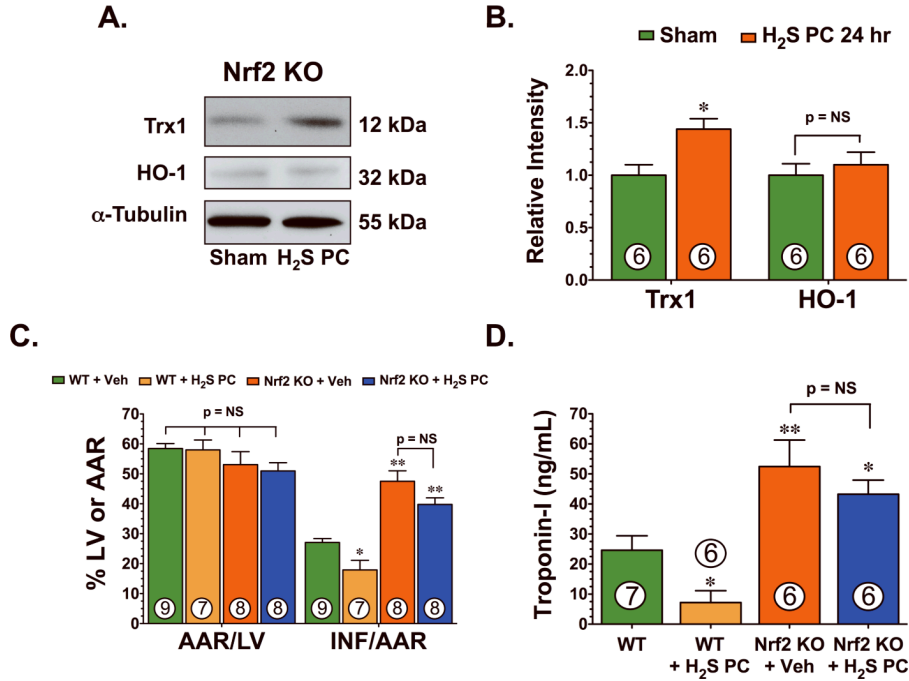 A.
Nrf2 KO
Trx1
12 kDa
HO-1
32 kDa
α-Tubulin
55 kDa
Sham H₂S PC
B.
Sham H₂S PC 24 hr
Relative Intensity
2.0
1.5
1.0
0.5
0.0
*
p = NS
6 6 6 6
Trx1 HO-1
C.
WT + Veh WT + H₂S PC Nrf2 KO + Veh Nrf2 KO + H₂S PC
% LV or AAR
70
60
50
40
30
20
10
0
p = NS
p = NS
**
**
*
9 7 8 8 9 7 8 8
AAR/LV INF/AAR
D.
Troponin-I (ng/mL)
70
60
50
40
30
20
10
0
p = NS
**
*
6
*
7 6 6
WT WT Nrf2 KO Nrf2 KO
+ H₂S PC + Veh + H₂S PC